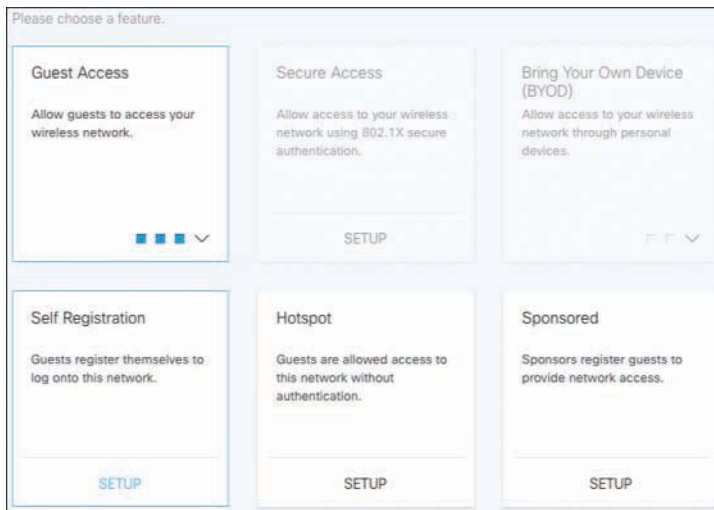 Please choose a feature.
Guest Access
Allow guests to access your
wireless network.
Secure Access
Allow access to your wireless
network using 802.1X secure
authentication.
SETUP
Bring Your Own Device
(BYOD)
Allow access to your wireless
network through personal
devices.
Self Registration
Guests register themselves to
log onto this network.
SETUP
Hotspot
Guests are allowed access to
this network without
authentication.
SETUP
Sponsored
Sponsors register guests to
provide network access.
SETUP